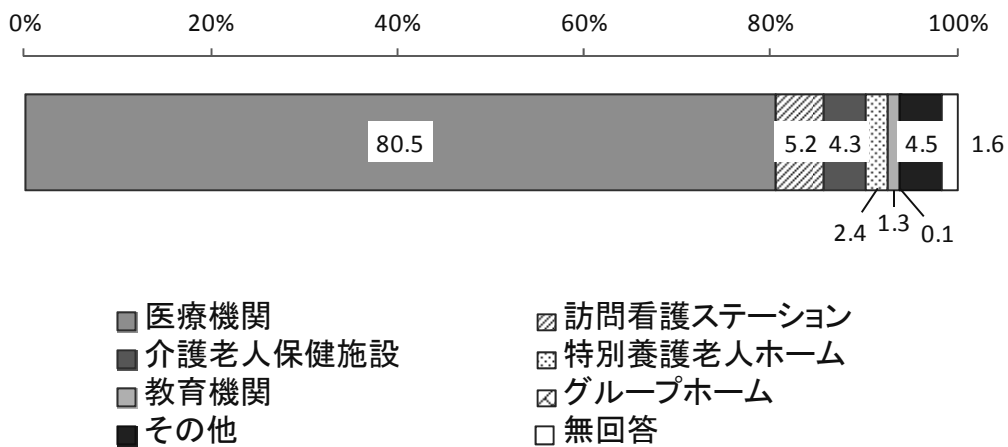 0% 20% 40% 60% 80% 100%
80.5 5.2 4.3 4.5 1.6
2.4 1.3 0.1
医療機関 訪問看護ステーション
介護老人保健施設 特別養護老人ホーム
教育機関 グループホーム
その他 無回答